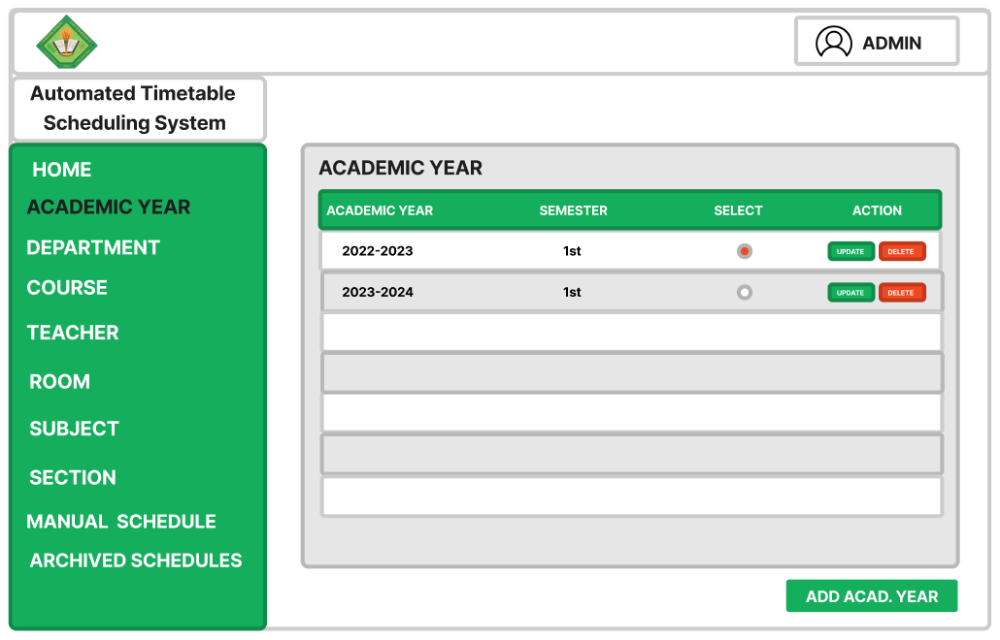 ADMIN
Automated Timetable
Scheduling System
HOME
ACADEMIC YEAR
DEPARTMENT
COURSE
TEACHER
ROOM
SUBJECT
SECTION
MANUAL SCHEDULE
ARCHIVED SCHEDULES
ACADEMIC YEAR
ACADEMIC YEAR SEMESTER SELECT ACTION
2022-2023 1st UPDATE DELETE
2023-2024 1st UPDATE DELETE
ADD ACAD. YEAR